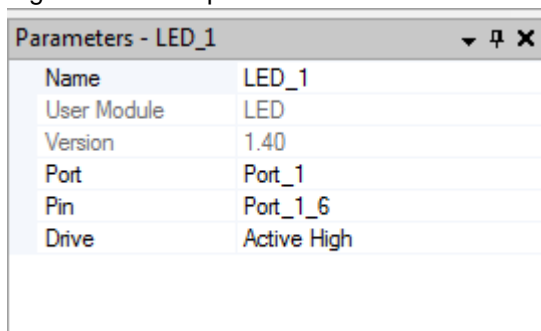 Parameters - LED_1
Name LED_1
User Module LED
Version 1.40
Port Port_1
Pin Port_1_6
Drive Active High